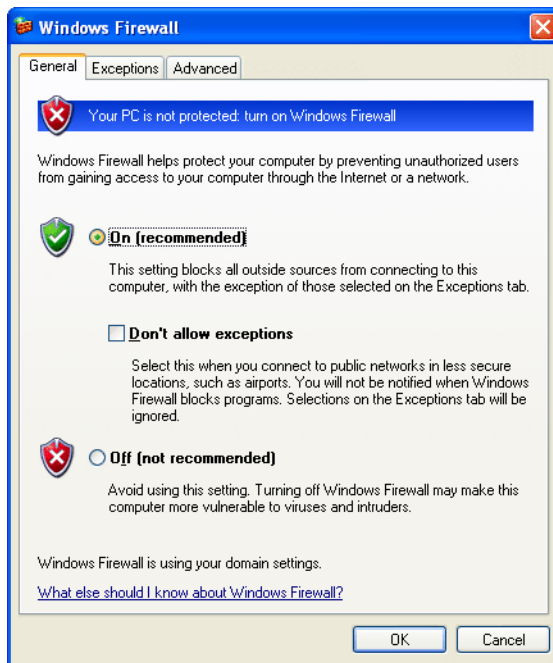 Windows Firewall
General Exceptions Advanced
Your PC is not protected: turn on Windows Firewall
Windows Firewall helps protect your computer by preventing unauthorized users
from gaining access to your computer through the Internet or a network.
On (recommended)
This setting blocks all outside sources from connecting to this
computer, with the exception of those selected on the Exceptions tab.
Don't allow exceptions
Select this when you connect to public networks in less secure
locations, such as airports. You will not be notified when Windows
Firewall blocks programs. Selections on the Exceptions tab will be
ignored.
Off (not recommended)
Avoid using this setting. Turning off Windows Firewall may make this
computer more vulnerable to viruses and intruders.
Windows Firewall is using your domain settings.
What else should I know about Windows Firewall?
OK Cancel